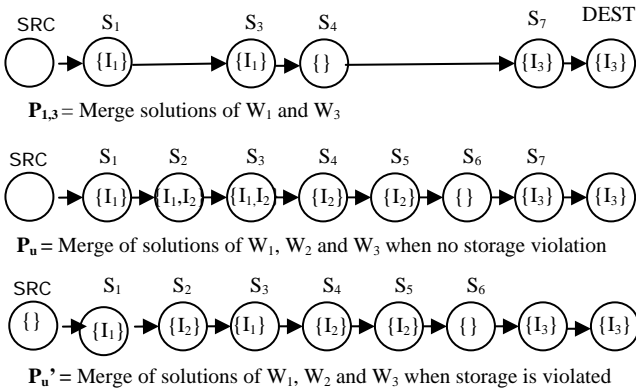 SRC S₁ S₃ S₄ S₇ DEST
{I₁} {I₁} {} {I₃} {I₃}
P₁,₃ = Merge solutions of W₁ and W₃
SRC S₁ S₂ S₃ S₄ S₅ S₆ S₇
{I₁} {I₁,I₂} {I₁,I₂} {I₂} {I₂} {} {I₃} {I₃}
Pᵤ = Merge of solutions of W₁, W₂ and W₃ when no storage violation
SRC S₁ S₂ S₃ S₄ S₅ S₆
{} {I₁} {I₂} {I₁} {I₂} {I₂} {} {I₃} {I₃}
Pᵤ’ = Merge of solutions of W₁, W₂ and W₃ when storage is violated